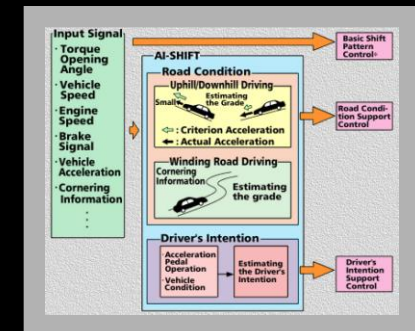 Input Signal
·Torque
Opening
Angle
·Vehicle
Speed
·Engine
Speed
·Brake
Signal
·Vehicle
Acceleration
·Cornering
Information
·
·
·
AI-SHIFT
Road Condition
Uphill/Downhill Driving
Estimating
the Grade
Small
⇦ : Criterion Acceleration
← : Actual Acceleration
Winding Road Driving
Cornering
Information
Estimating
the grade
Driver's Intention
·Acceleration
Pedal
Operation
·Vehicle
Condition
Estimating
the Driver's
Intention
Basic Shift
Pattern
Control
Road Condi-
tion Support
Control
Driver's
Intention
Support
Control